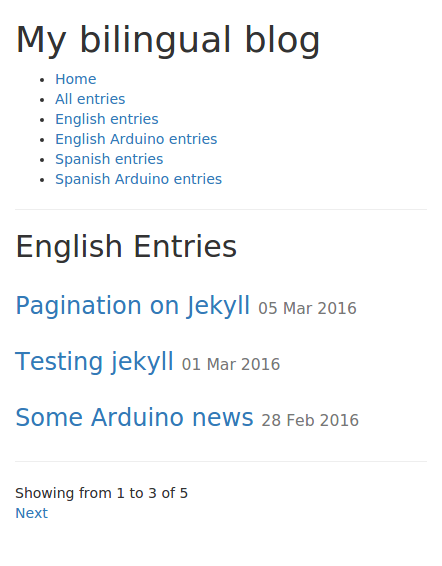 My bilingual blog
Home
All entries
English entries
English Arduino entries
Spanish entries
Spanish Arduino entries
English Entries
Pagination on Jekyll 05 Mar 2016
Testing jekyll 01 Mar 2016
Some Arduino news 28 Feb 2016
Showing from 1 to 3 of 5
Next